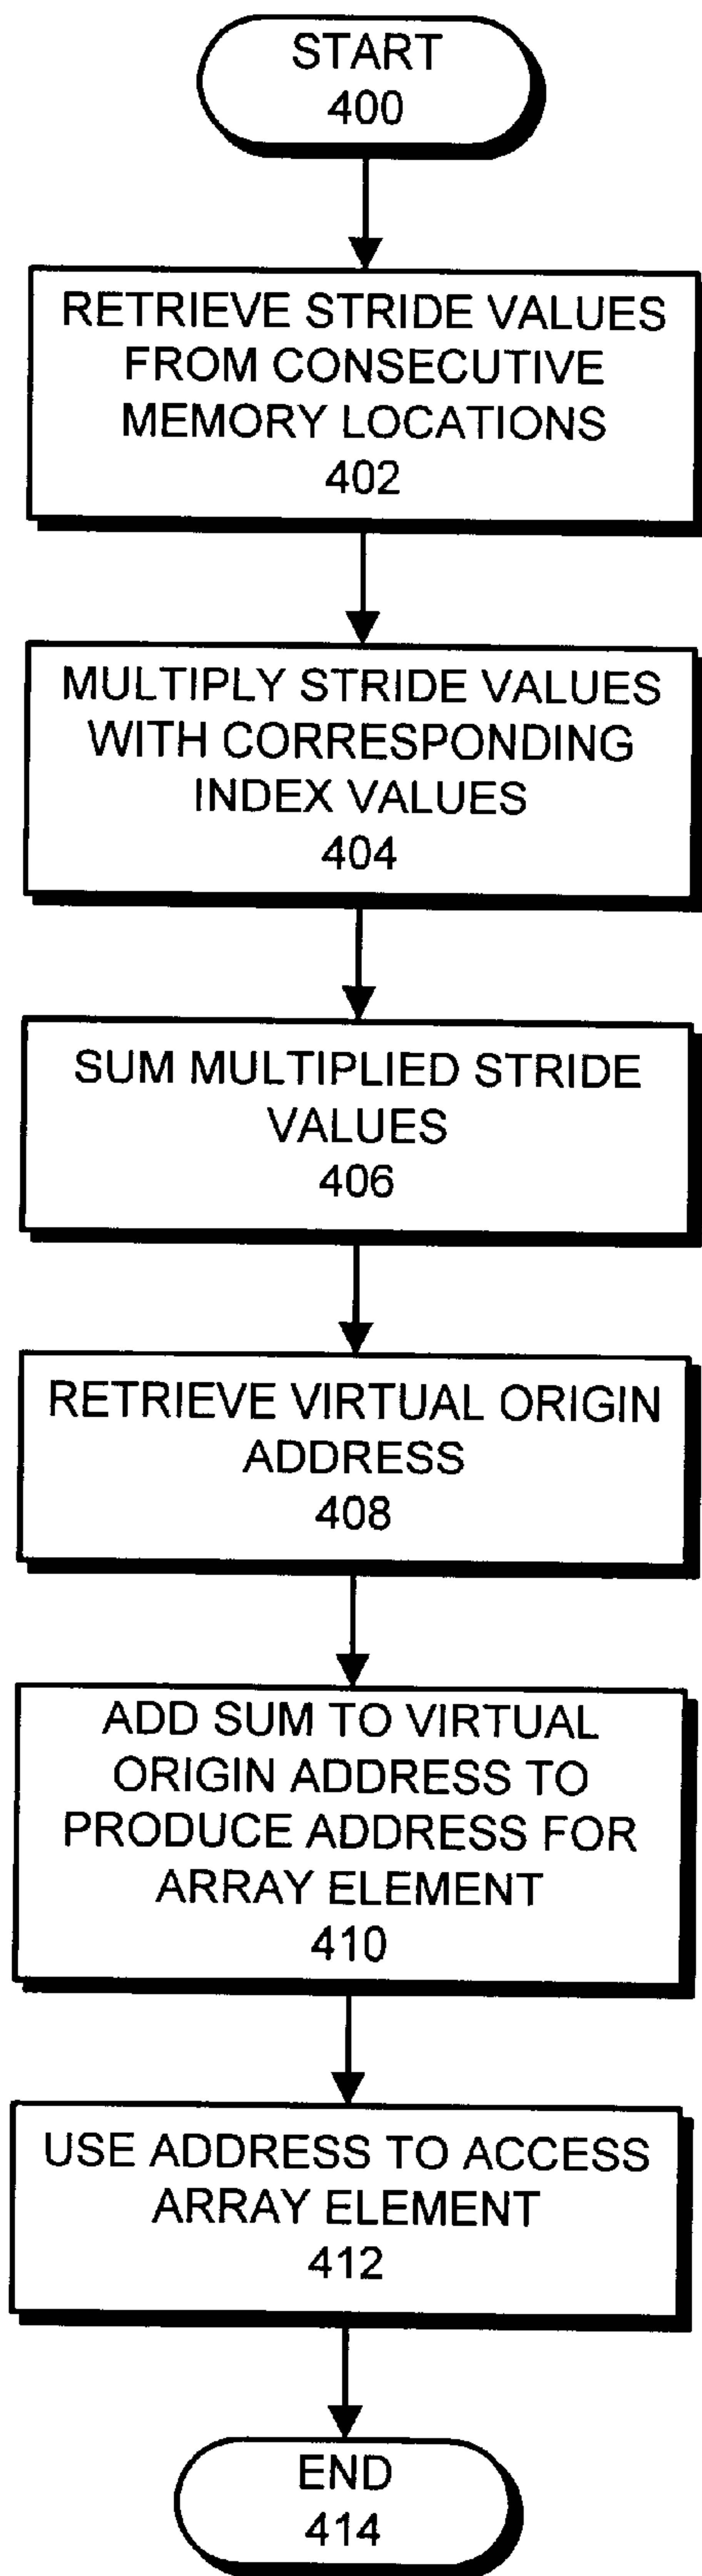 START
400
RETRIEVE STRIDE VALUES
FROM CONSECUTIVE
MEMORY LOCATIONS
402
MULTIPLY STRIDE VALUES
WITH CORRESPONDING
INDEX VALUES
404
SUM MULTIPLIED STRIDE
VALUES
406
RETRIEVE VIRTUAL ORIGIN
ADDRESS
408
ADD SUM TO VIRTUAL
ORIGIN ADDRESS TO
PRODUCE ADDRESS FOR
ARRAY ELEMENT
410
USE ADDRESS TO ACCESS
ARRAY ELEMENT
412
END
414